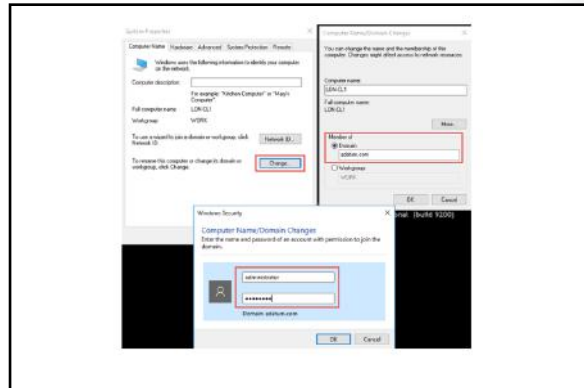 System Properties
Computer Name Hardware Advanced System Protection Remote
Windows uses the following information to identify your computer
on the network.
Computer description:
For example: "Kitchen Computer" or "Mary's
Computer".
Full computer name: LON-CL1
Workgroup: WORK
To use a wizard to join a domain or workgroup, click
Network ID.
Network ID...
To rename this computer or change its domain or
workgroup, click Change.
Change...
Computer Name/Domain Changes
You can change the name and the membership of this
computer. Changes might affect access to network resources.
Computer name:
LON-CL1
Full computer name:
LON-CL1
More...
Member of
Domain:
adatum.com
Workgroup:
WORK
OK Cancel
(build 9200)
Windows Security
Computer Name/Domain Changes
Enter the name and password of an account with permission to join the
domain.
administrator
Domain: adatum.com
OK Cancel